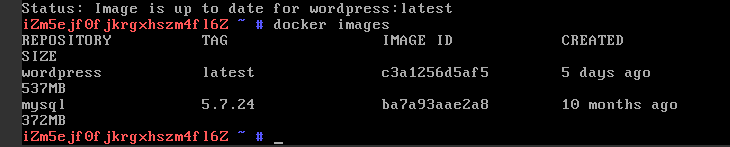 Status: Image is up to date for wordpress:latest
iZm5ejf0fjkrgxhszm4fl6Z ~ # docker images
REPOSITORY TAG IMAGE ID CREATED
SIZE
wordpress latest c3a1256d5af5 5 days ago
537MB
mysql 5.7.24 ba7a93aae2a8 10 months ago
372MB
iZm5ejf0fjkrgxhszm4fl6Z ~ # _